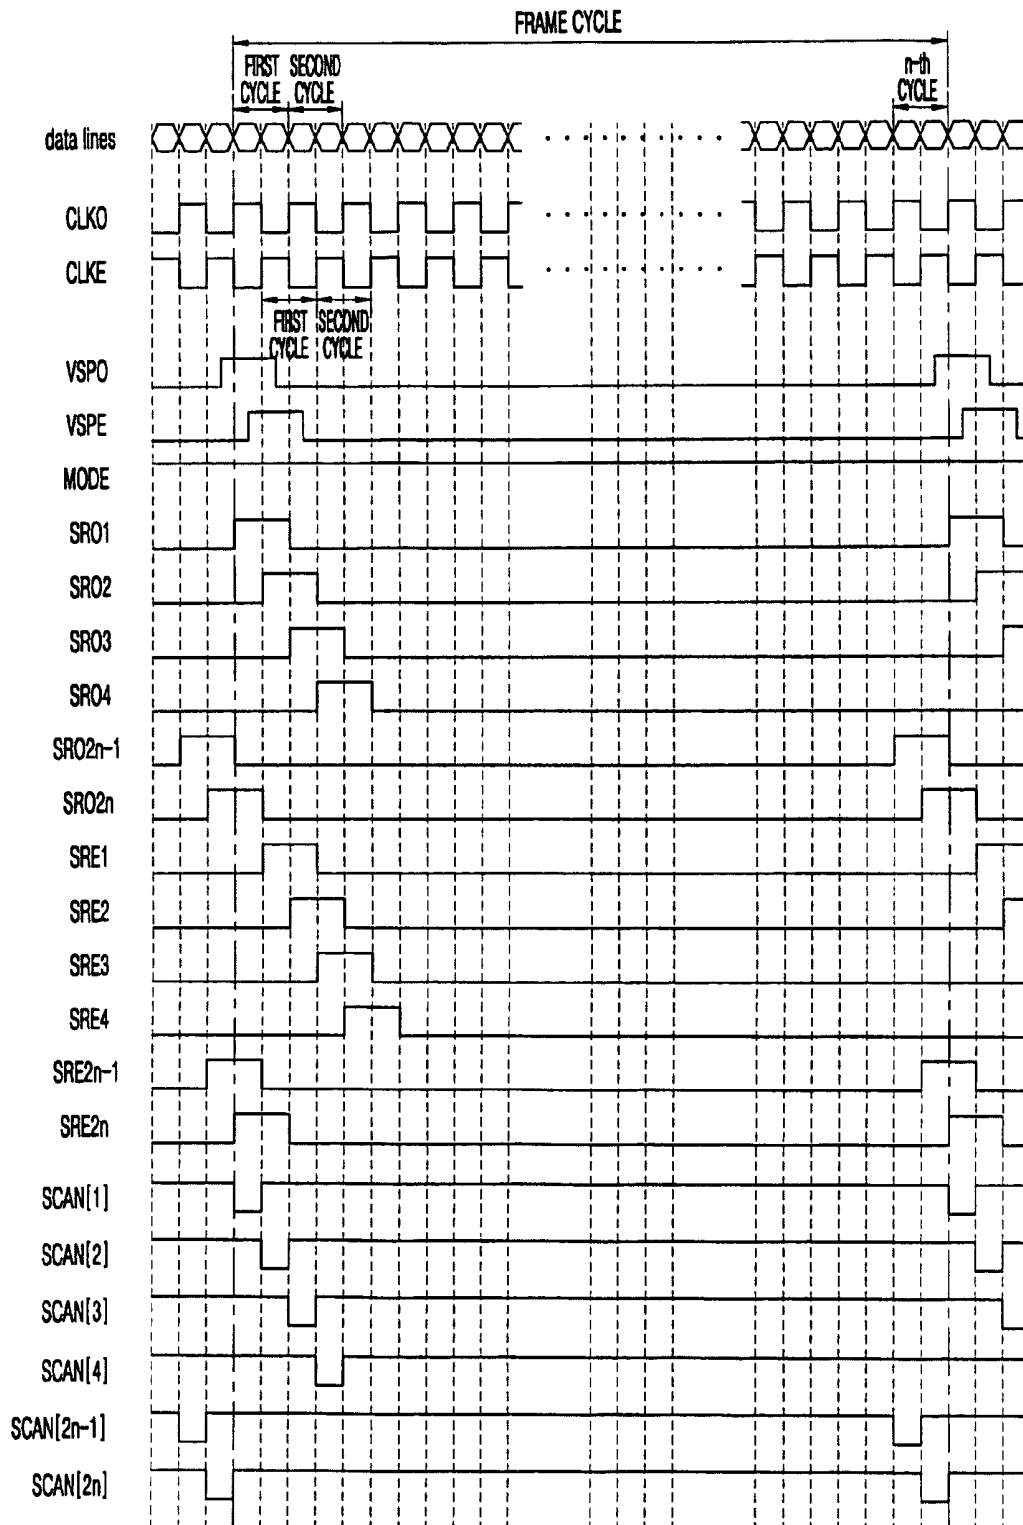 FRAME CYCLE
FIRST CYCLE
SECOND CYCLE
n-th CYCLE
data lines
CLKO
CLKE
FIRST CYCLE
SECOND CYCLE
VSPO
VSPE
MODE
SRO1
SRO2
SRO3
SRO4
SRO2n-1
SRO2n
SRE1
SRE2
SRE3
SRE4
SRE2n-1
SRE2n
SCAN[1]
SCAN[2]
SCAN[3]
SCAN[4]
SCAN[2n-1]
SCAN[2n]